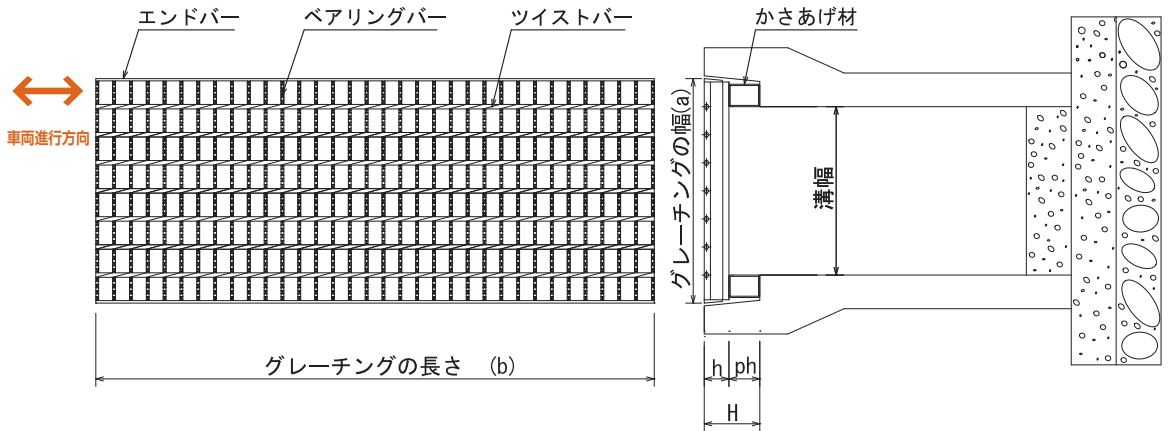 エンドバー
ベアリングバー
ツイストバー
かさあげ材
車両進行方向
グレーチングの幅(a)
溝幅
グレーチングの長さ (b)
h
ph
H